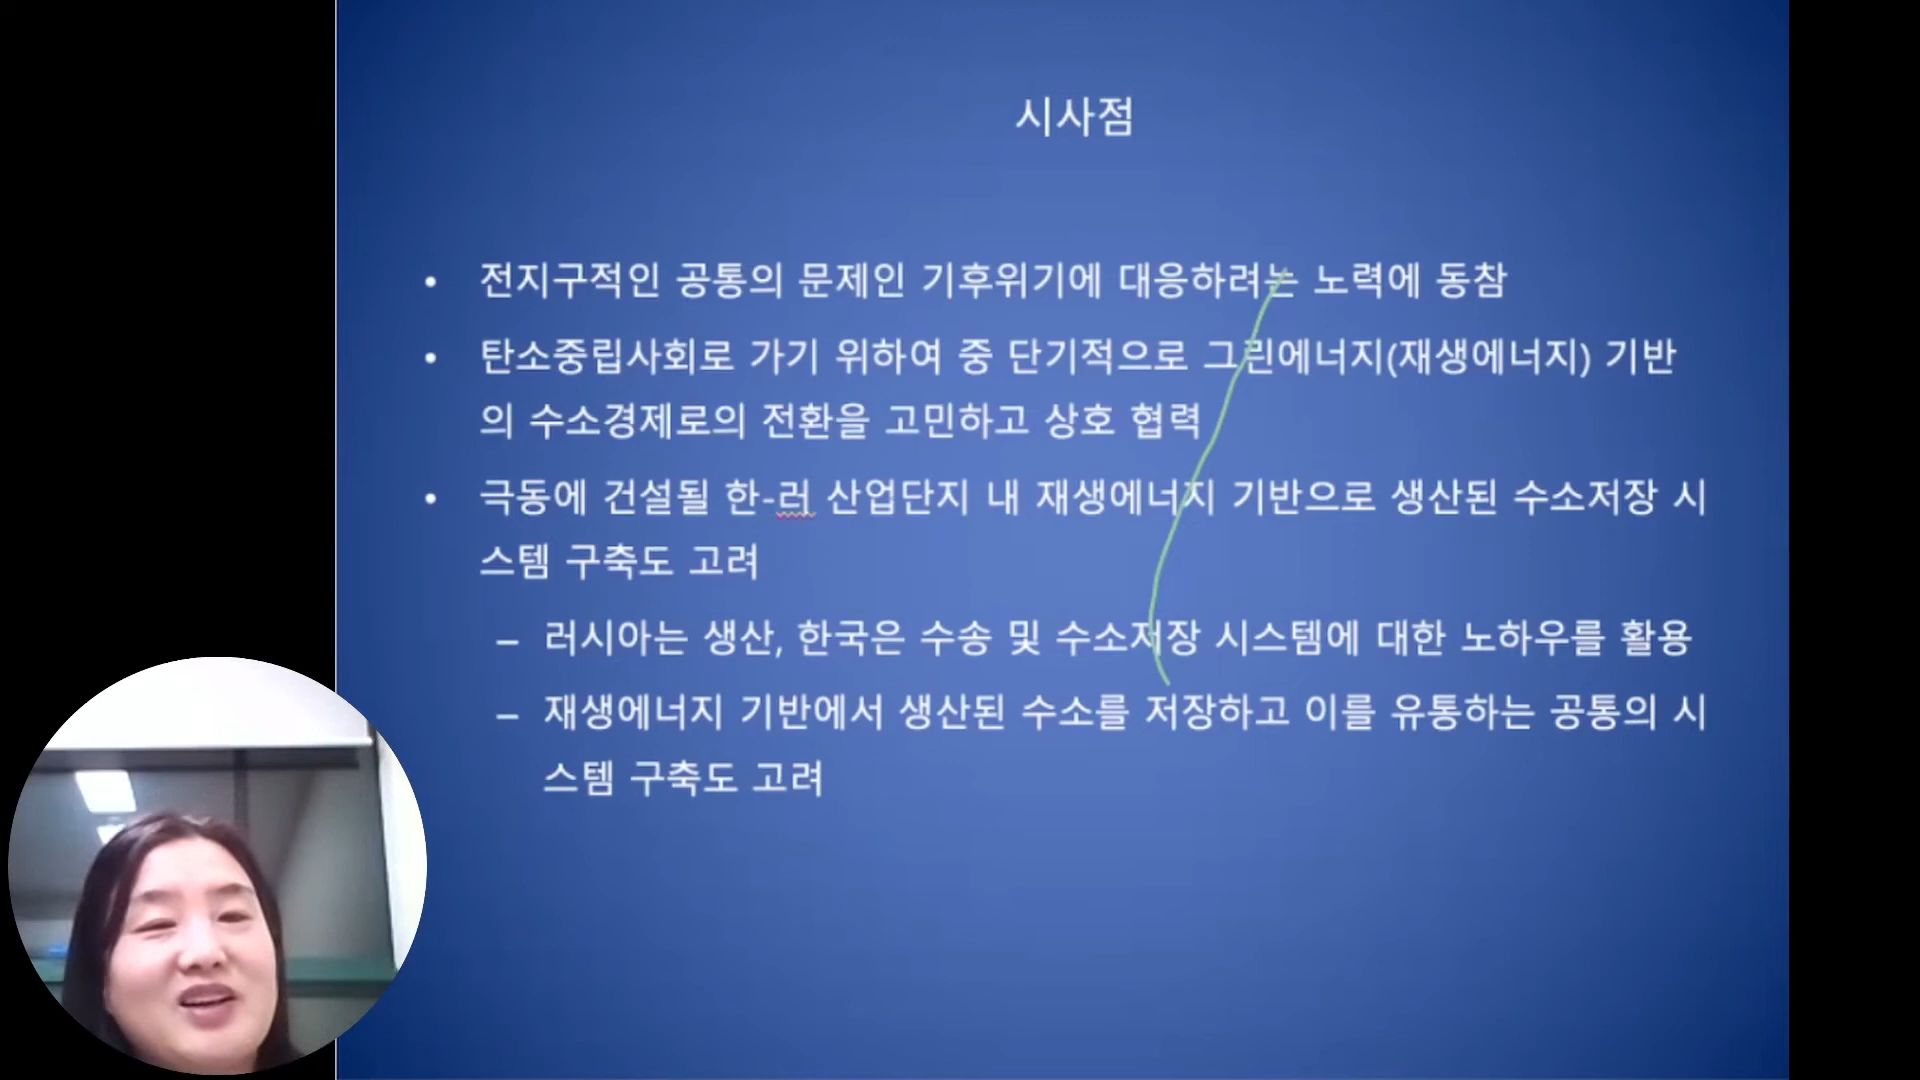 시사점
• 전지구적인 공통의 문제인 기후위기에 대응하려는 노력에 동참
• 탄소중립사회로 가기 위하여 중 단기적으로 그린에너지(재생에너지) 기반
의 수소경제로의 전환을 고민하고 상호 협력
• 극동에 건설될 한-러 산업단지 내 재생에너지 기반으로 생산된 수소저장 시
스템 구축도 고려
– 러시아는 생산, 한국은 수송 및 수소저장 시스템에 대한 노하우를 활용
– 재생에너지 기반에서 생산된 수소를 저장하고 이를 유통하는 공통의 시
스템 구축도 고려